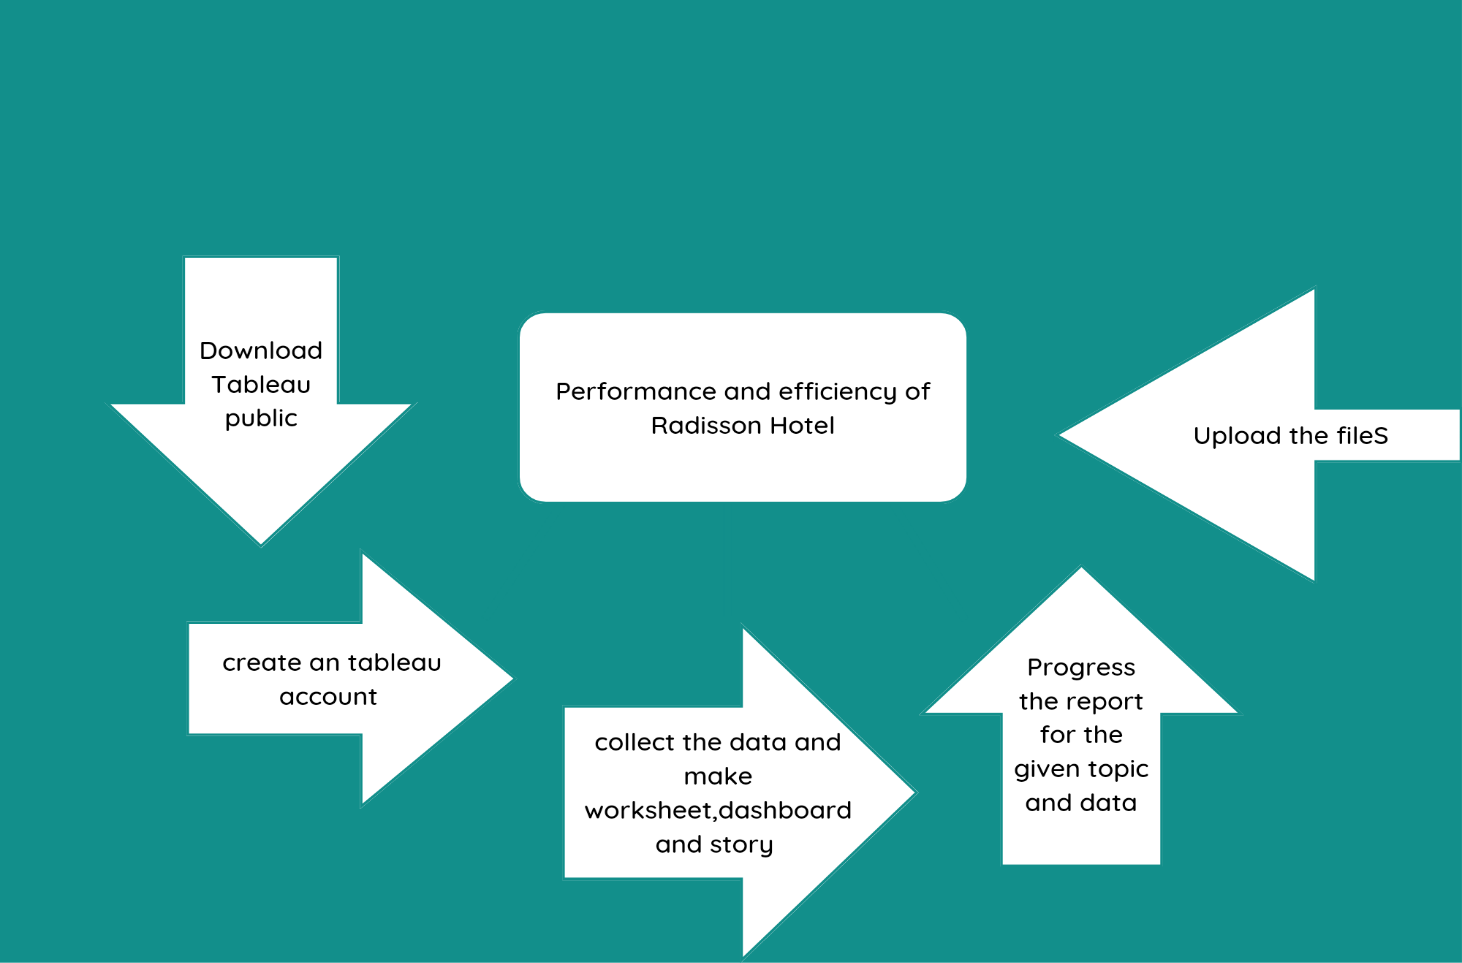 Download
Tableau
public
Performance and efficiency of
Radisson Hotel
Upload the fileS
create an tableau
account
collect the data and
make
worksheet,dashboard
and story
Progress
the report
for the
given topic
and data